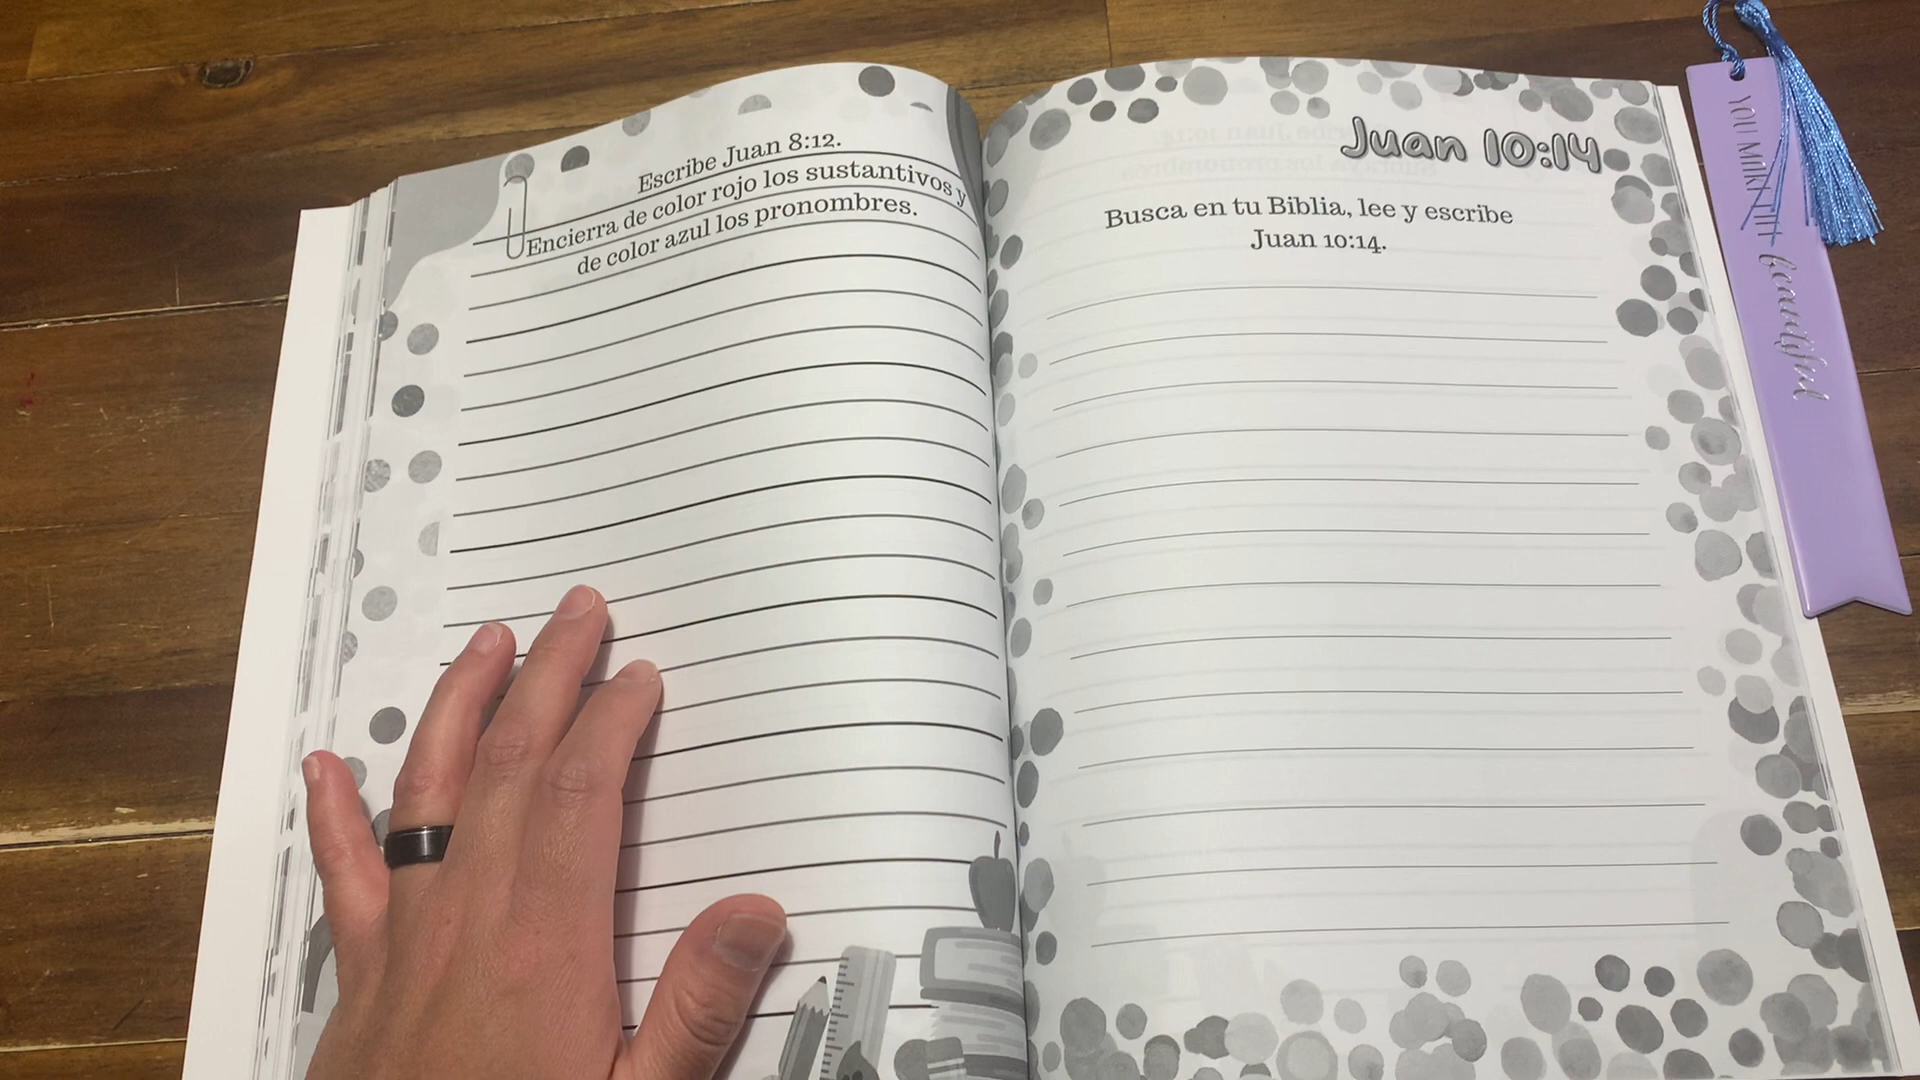 Escribe Juan 8:12.
Encierra de color rojo los sustantivos y
de color azul los pronombres.
Juan 10:14
Busca en tu Biblia, lee y escribe
Juan 10:14.
YOU
beautiful